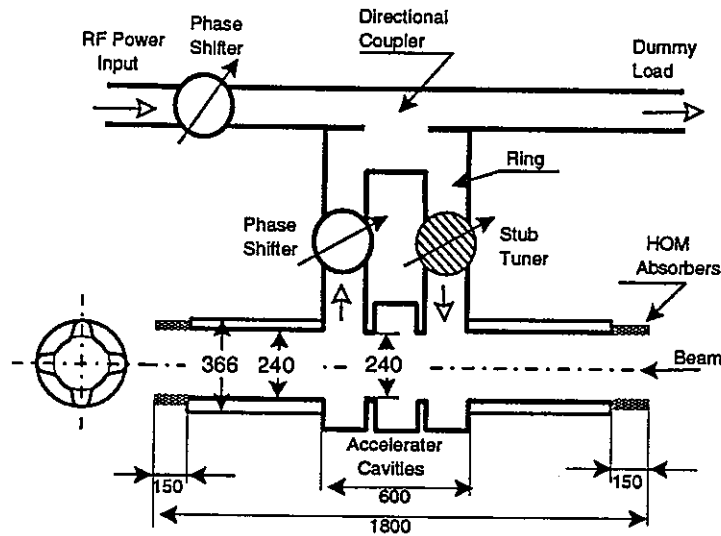 Phase
Shifter
RF Power
Input
Directional
Coupler
Dummy
Load
Ring
Phase
Shifter
Stub
Tuner
HOM
Absorbers
366
240
240
Beam
Accelerater
Cavities
150
600
150
1800